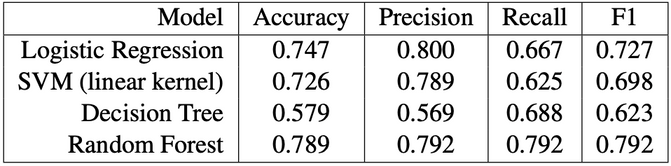 Model Accuracy Precision Recall F1
Logistic Regression 0.747 0.800 0.667 0.727
SVM (linear kernel) 0.726 0.789 0.625 0.698
Decision Tree 0.579 0.569 0.688 0.623
Random Forest 0.789 0.792 0.792 0.792